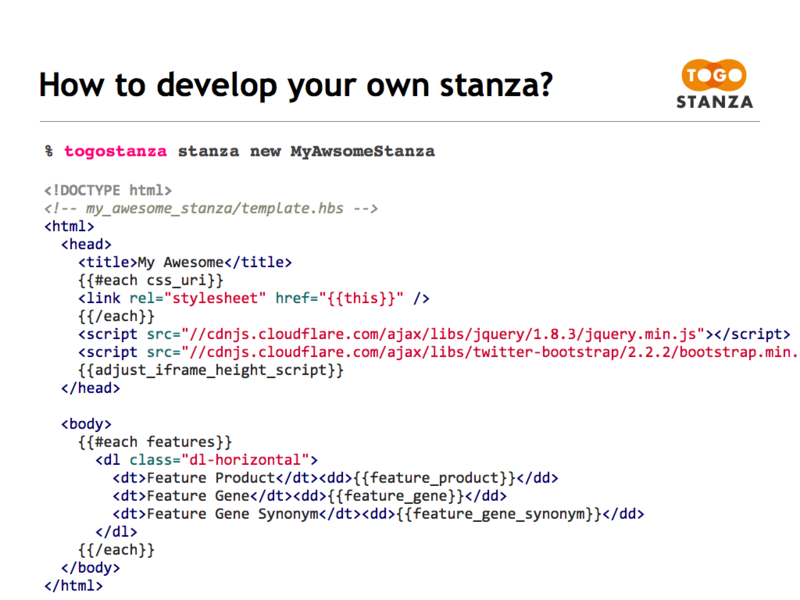 How to develop your own stanza?
TOGO
STANZA
% togostanza stanza new MyAwsomeStanza
<!DOCTYPE html>
<!-- my_awesome_stanza/template.hbs -->
<html>
<head>
<title>My Awesome</title>
{{#each css_uri}}
<link rel="stylesheet" href="{{this}}" />
{{/each}}
<script src="//cdnjs.cloudflare.com/ajax/libs/jquery/1.8.3/jquery.min.js"></script>
<script src="//cdnjs.cloudflare.com/ajax/libs/twitter-bootstrap/2.2.2/bootstrap.min.
{{adjust_iframe_height_script}}
</head>
<body>
{{#each features}}
<dl class="dl-horizontal">
<dt>Feature Product</dt><dd>{{feature_product}}</dd>
<dt>Feature Gene</dt><dd>{{feature_gene}}</dd>
<dt>Feature Gene Synonym</dt><dd>{{feature_gene_synonym}}</dd>
</dl>
{{/each}}
</body>
</html>